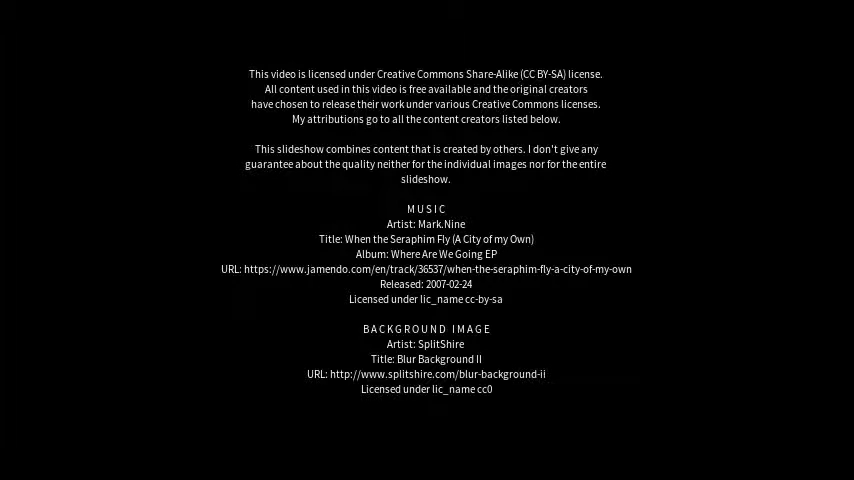 This video is licensed under Creative Commons Share-Alike (CC BY-SA) license.
All content used in this video is free available and the original creators
have chosen to release their work under various Creative Commons licenses.
My attributions go to all the content creators listed below.
This slideshow combines content that is created by others. I don't give any
guarantee about the quality neither for the individual images nor for the entire
slideshow.
MUSIC
Artist: Mark.Nine
Title: When the Seraphim Fly (A City of my Own)
Album: Where Are We Going EP
URL: https://www.jamendo.com/en/track/36537/when-the-seraphim-fly-a-city-of-my-own
Released: 2007-02-24
Licensed under lic_name cc-by-sa
BACKGROUND IMAGE
Artist: SplitShire
Title: Blur Background II
URL: http://www.splitshire.com/blur-background-ii
Licensed under lic_name cc0